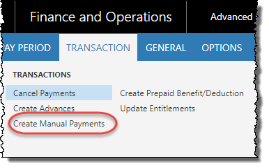 Finance and Operations Advanced
AY PERIOD TRANSACTION GENERAL OPTIONS
TRANSACTIONS
Cancel Payments Create Prepaid Benefit/Deduction
Create Advances Update Entitlements
Create Manual Payments